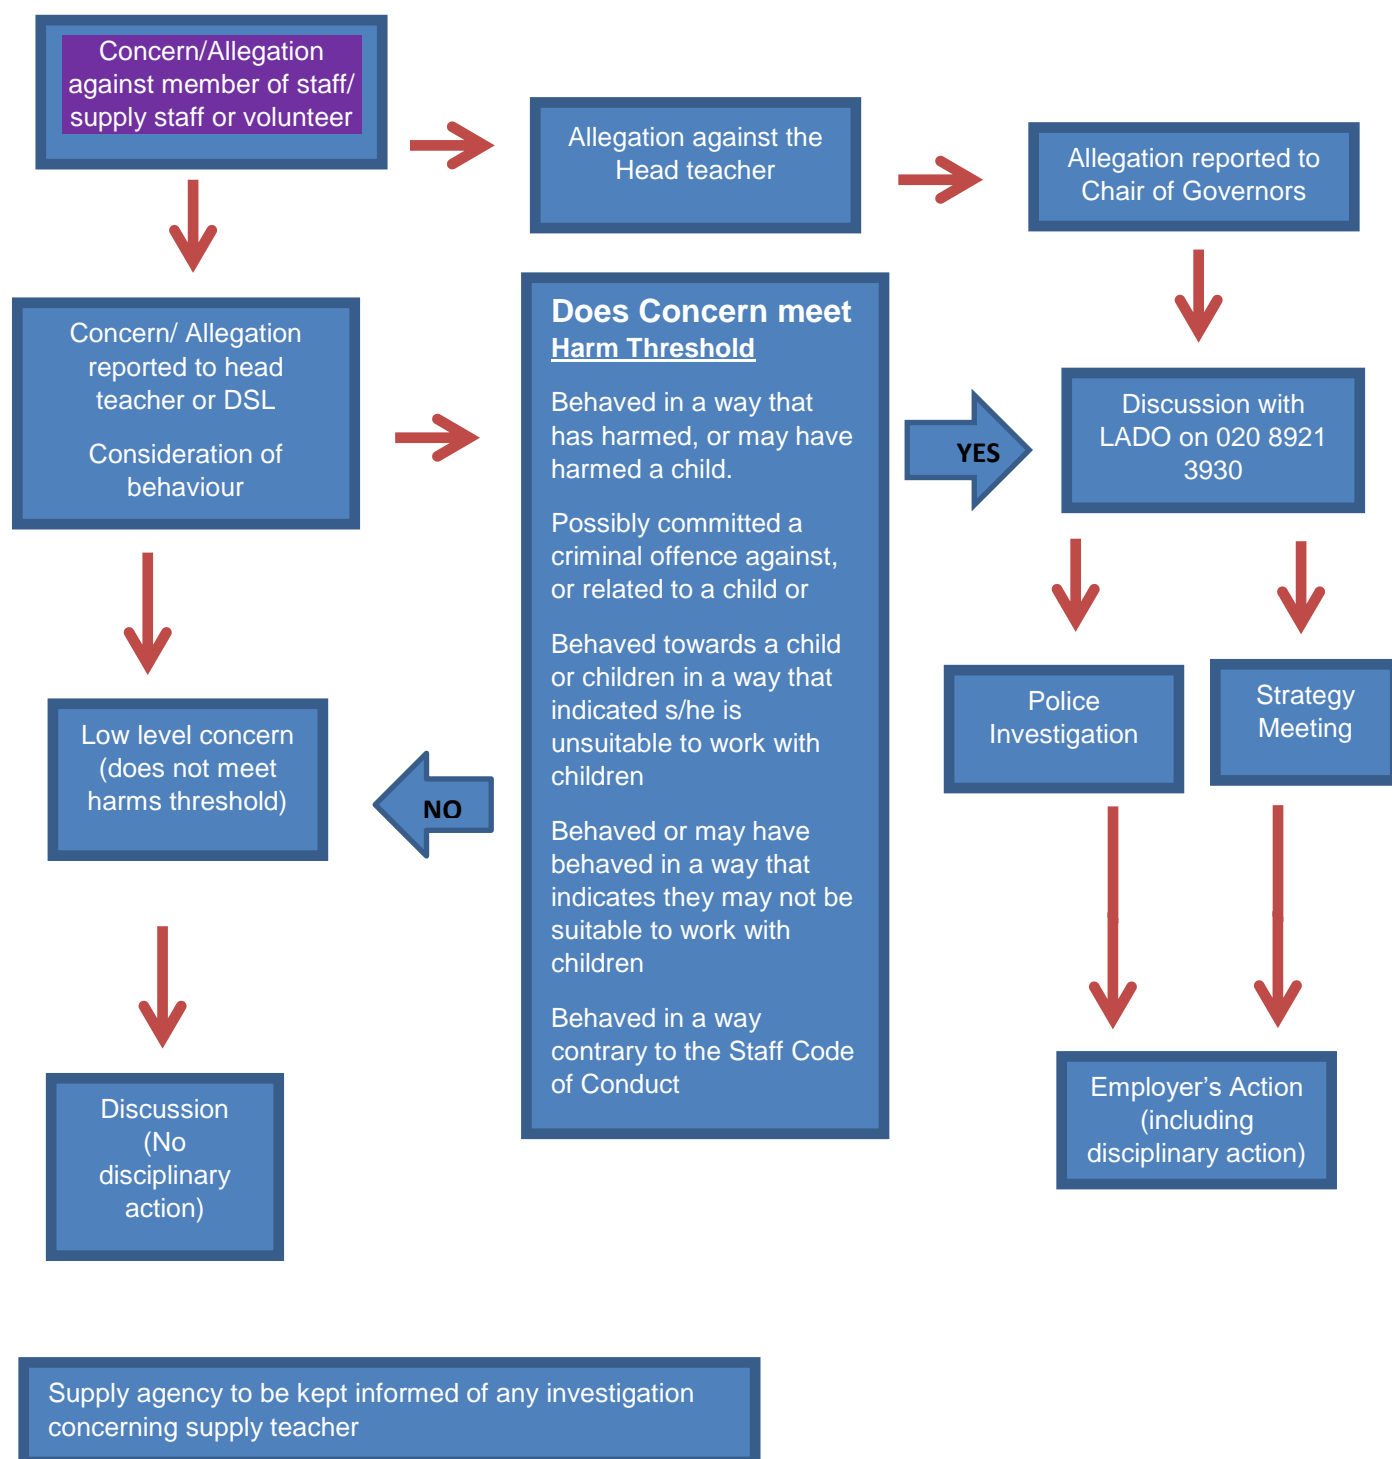 Concern/Allegation
against member of staff/
supply staff or volunteer
Allegation against the
Head teacher
Allegation reported to
Chair of Governors
Concern/ Allegation
reported to head
teacher or DSL
Consideration of
behaviour
Does Concern meet
Harm Threshold
Behaved in a way that
has harmed, or may have
harmed a child.
Possibly committed a
criminal offence against,
or related to a child or
Behaved towards a child
or children in a way that
indicated s/he is
unsuitable to work with
children
Behaved or may have
behaved in a way that
indicates they may not be
suitable to work with
children
Behaved in a way
contrary to the Staff Code
of Conduct
YES
Discussion with
LADO on 020 8921
3930
Police
Investigation
Strategy
Meeting
NO
Low level concern
(does not meet
harms threshold)
Discussion
(No
disciplinary
action)
Employer's Action
(including
disciplinary action)
Supply agency to be kept informed of any investigation
concerning supply teacher